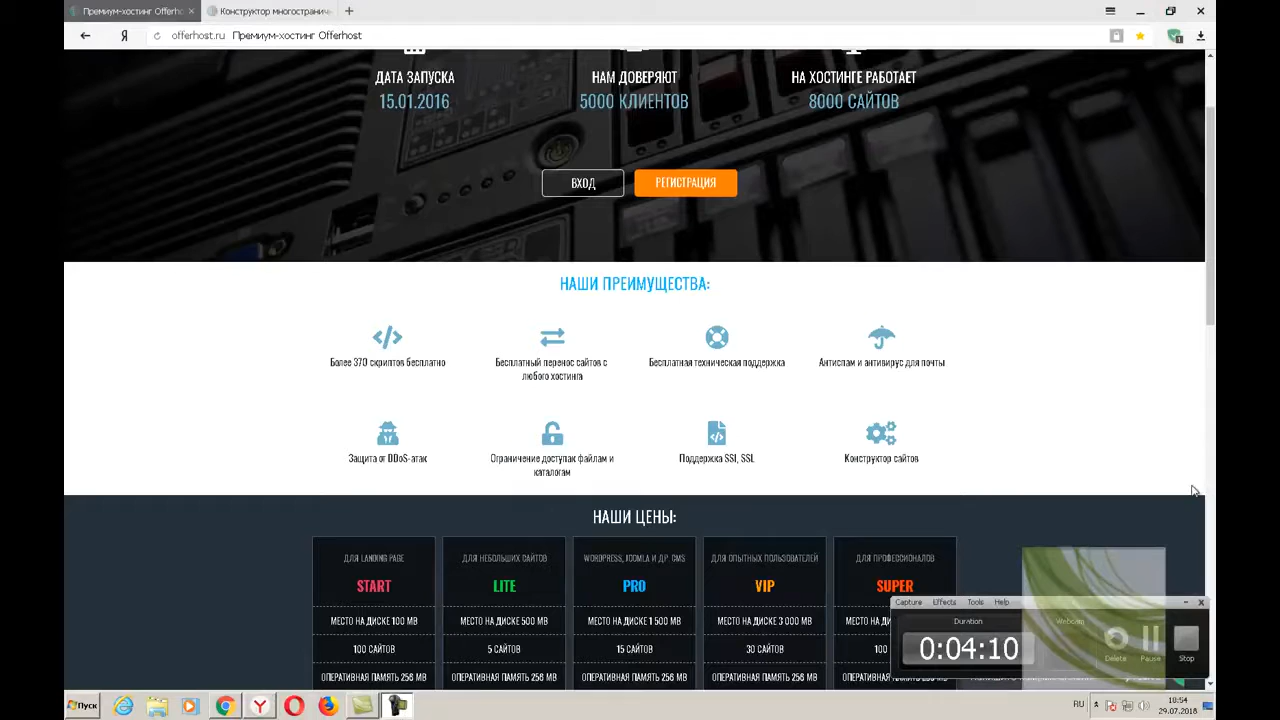 Премиум-хостинг Offerh
Конструктор многостранич
offerhost.ru Премиум-хостинг Offerhost
ДАТА ЗАПУСКА
15.01.2016
НАМ ДОВЕРЯЮТ
5000 КЛИЕНТОВ
НА ХОСТИНГЕ РАБОТАЕТ
8000 САЙТОВ
ВХОД
РЕГИСТРАЦИЯ
НАШИ ПРЕИМУЩЕСТВА:
Более 370 скриптов бесплатно
Бесплатный перенос сайтов с
любого хостинга
Бесплатная техническая поддержка
Антиспам и антивирус для почты
Защита от DDoS-атак
Ограничение доступа к файлам и
каталогам
Поддержка SSI, SSL
Конструктор сайтов
НАШИ ЦЕНЫ:
ДЛЯ LANDING PAGE
START
МЕСТО НА ДИСКЕ 100 MB
100 САЙТОВ
ОПЕРАТИВНАЯ ПАМЯТЬ 256 MB
ДЛЯ НЕБОЛЬШИХ САЙТОВ
LITE
МЕСТО НА ДИСКЕ 500 MB
5 САЙТОВ
ОПЕРАТИВНАЯ ПАМЯТЬ 256 MB
WORDPRESS, JOOMLA И ДР. CMS
PRO
МЕСТО НА ДИСКЕ 1 500 MB
15 САЙТОВ
ОПЕРАТИВНАЯ ПАМЯТЬ 256 MB
ДЛЯ ОПЫТНЫХ ПОЛЬЗОВАТЕЛЕЙ
VIP
МЕСТО НА ДИСКЕ 3 000 MB
30 САЙТОВ
ОПЕРАТИВНАЯ ПАМЯТЬ 256 MB
ДЛЯ ПРОФЕССИОНАЛОВ
SUPER
100
Capture Effects Tools Help
Duration
0:04:10
Webcam
Delete
Pause
Stop
Пуск
RU
10:54
29.07.2018